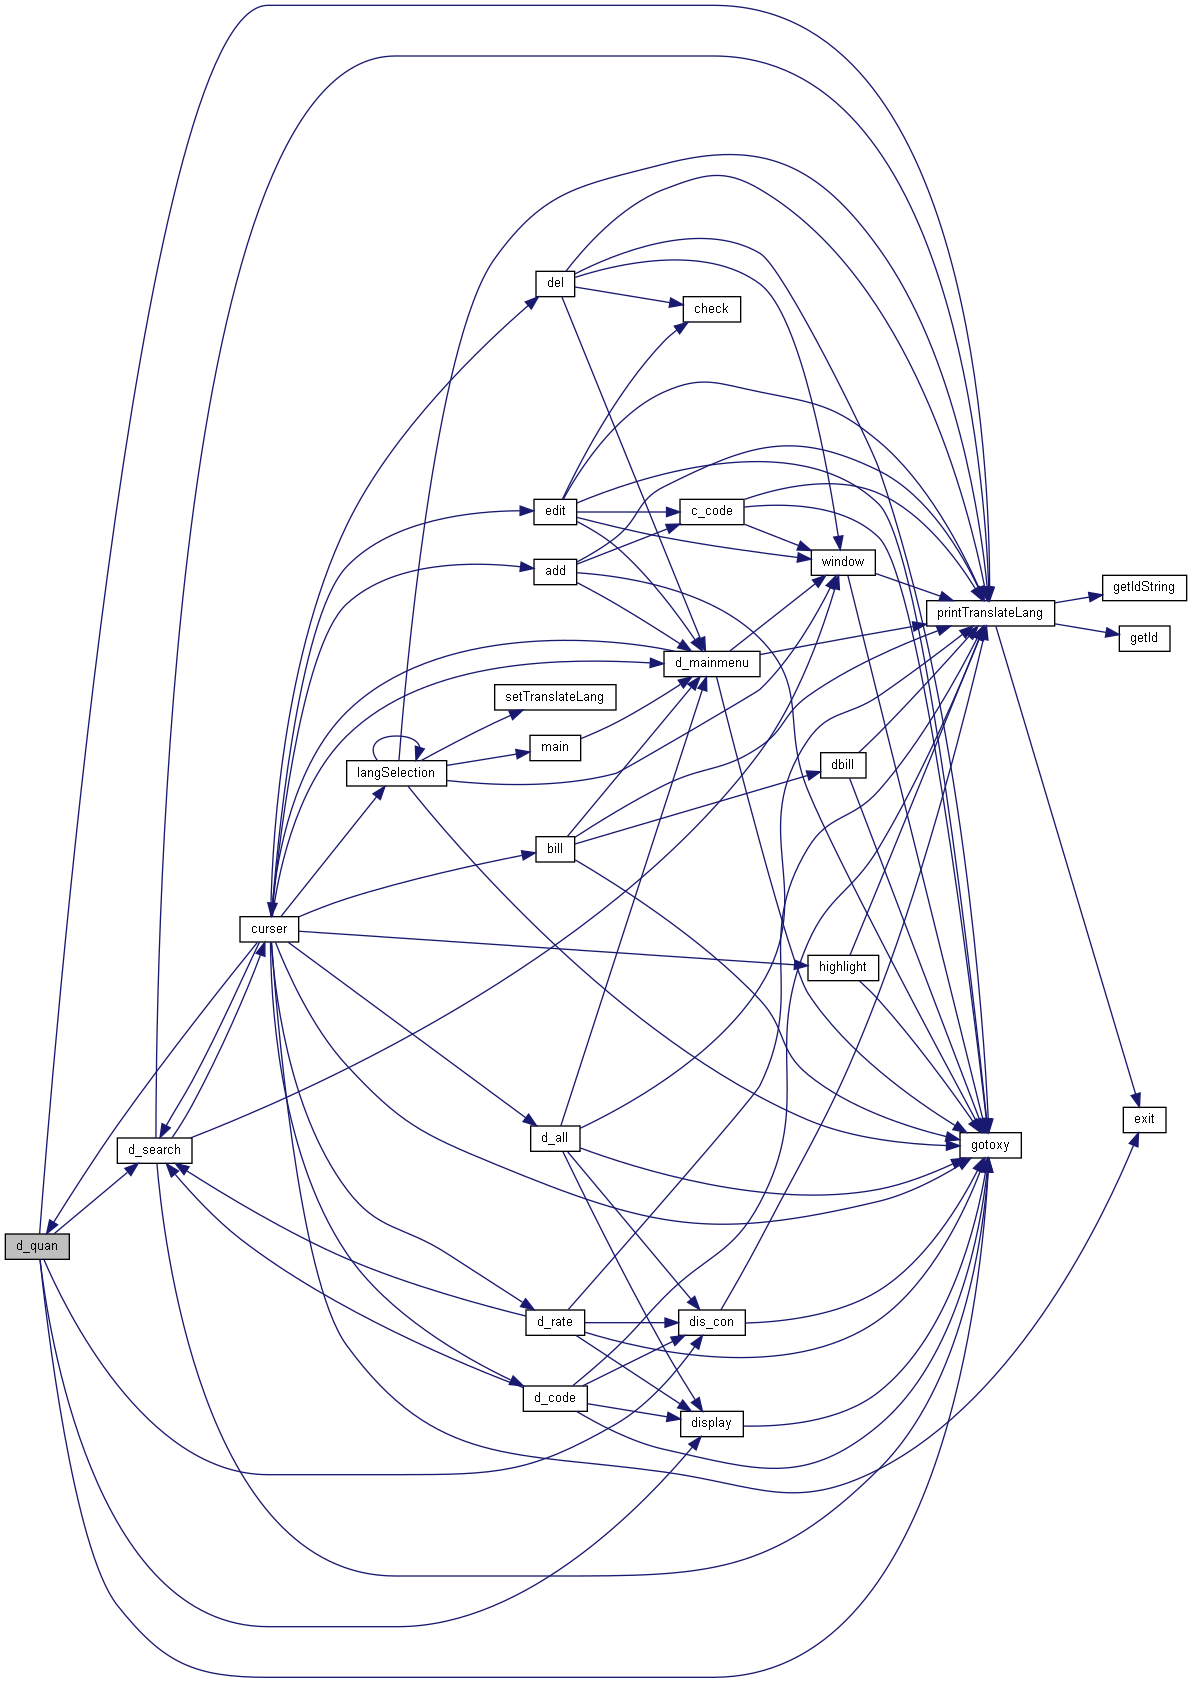 del
check
edit
c_code
add
window
getIdString
printTranslateLang
getId
d_mainmenu
setTranslateLang
main
langSelection
dbill
bill
curser
highlight
exit
d_all
gotoxy
d_search
d_quan
d_rate
dis_con
d_code
display